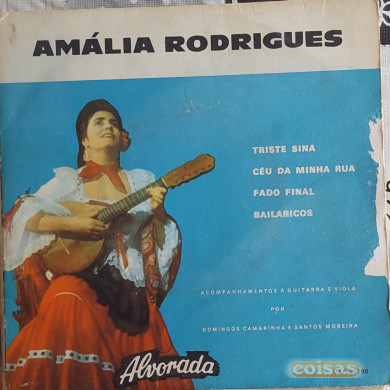 AMÁLIA RODRIGUES
TRISTE SINA
CÉU DA MINHA RUA
FADO FINAL
BAILARICOS
ACOMPANHAMENTOS À GUITARRA E VIOLA
POR
DOMINGOS CAMARINHA E SANTOS MOREIRA
Alvorada
coisas
90